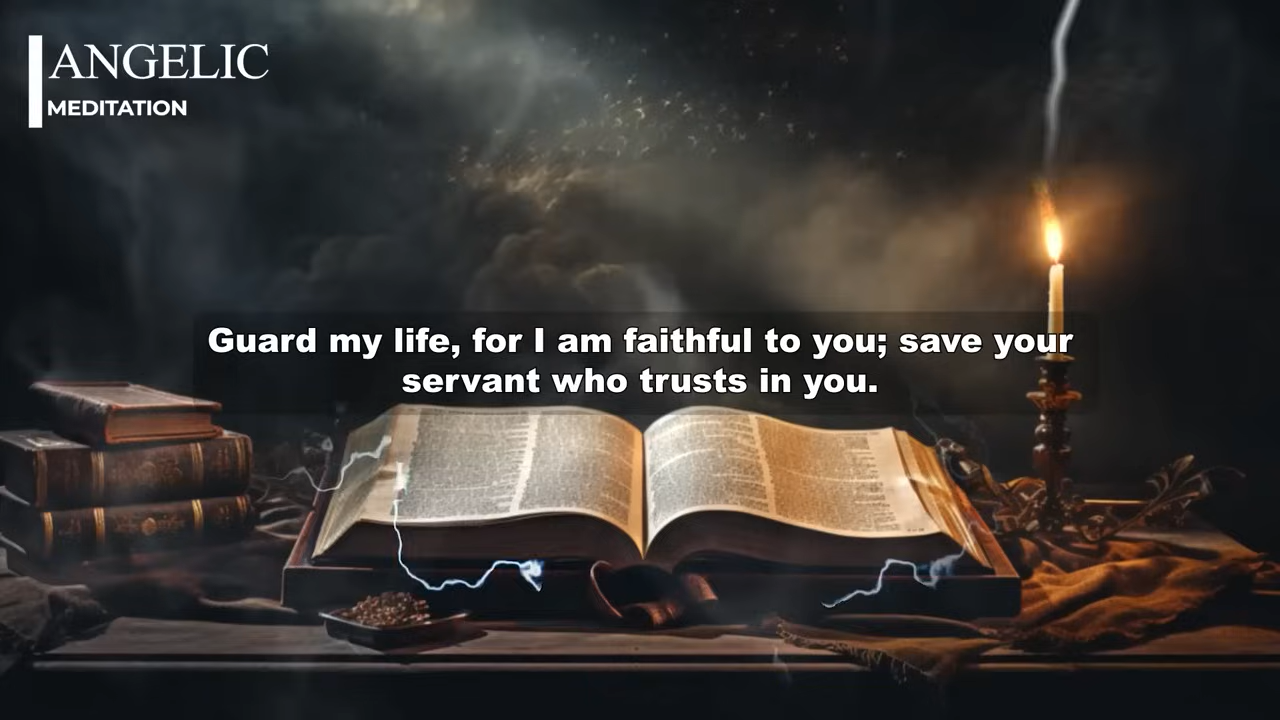 ANGELIC
MEDITATION
Guard my life, for I am faithful to you; save your
servant who trusts in you.